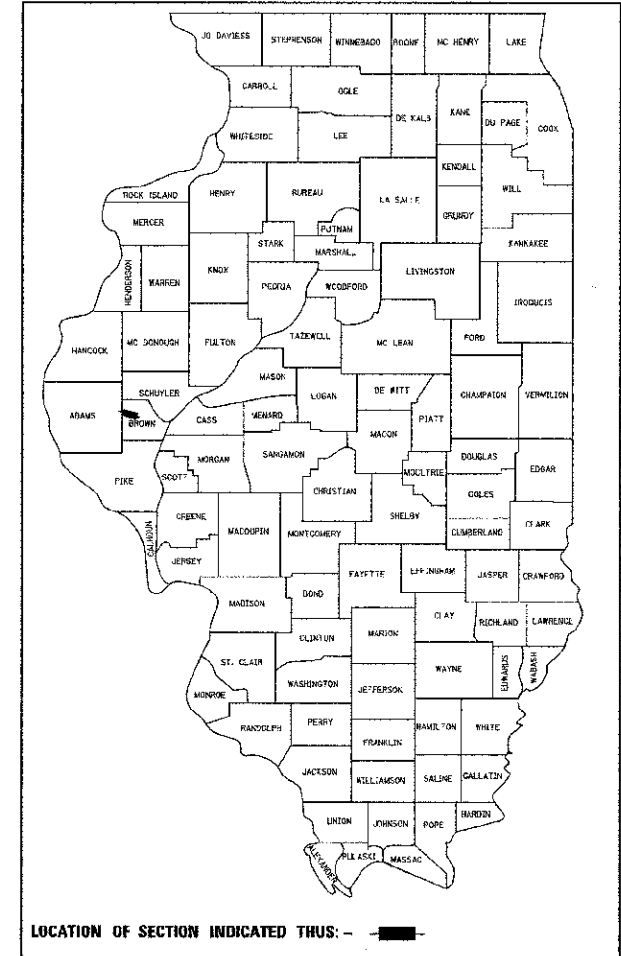 JO DAVIESS STEPHENSON WINNEBAGO BOONE MC HENRY LAKE
CARROLL OGLE DE KALB KANE DU PAGE COOK
WHITESIDE LEE
KENDALL WILL
ROCK ISLAND HENRY BUREAU LA SALLE GRUNDY
MERCER PUTNAM KANKAKEE
STARK MARSHALL
HENDERSON WARREN KNOX PEORIA WOODFORD LIVINGSTON IROQUOIS
HANCOCK MC DONOUGH FULTON TAZEWELL MC LEAN FORD
MASON
SCHUYLER LOGAN DE WITT CHAMPAION VERMILION
ADAMS BROWN CASS MENARD PIATT
MACON
MORGAN SANGAMON DOUGLAS EDGAR
PIKE SCOTT MOULTRIE
CHRISTIAN COLES
CALHOUN GREENE MACOUPIN MONTGOMERY SHELBY CUMBERLAND CLARK
JERSEY FAYETTE EFFINGHAM JASPER CRAWFORD
MADISON BOND
CLAY RICHLAND LAWRENCE
CLINTON MARION
ST. CLAIR WAYNE EDWARDS WABASH
WASHINGTON JEFFERSON
MONROE
RANDOLPH PERRY HAMILTON WHITE
FRANKLIN
JACKSON WILLIAMSON SALINE GALLATIN
HARDIN
UNION JOHNSON POPE
ALEXANDER PULASKI MASSAC
LOCATION OF SECTION INDICATED THUS: -